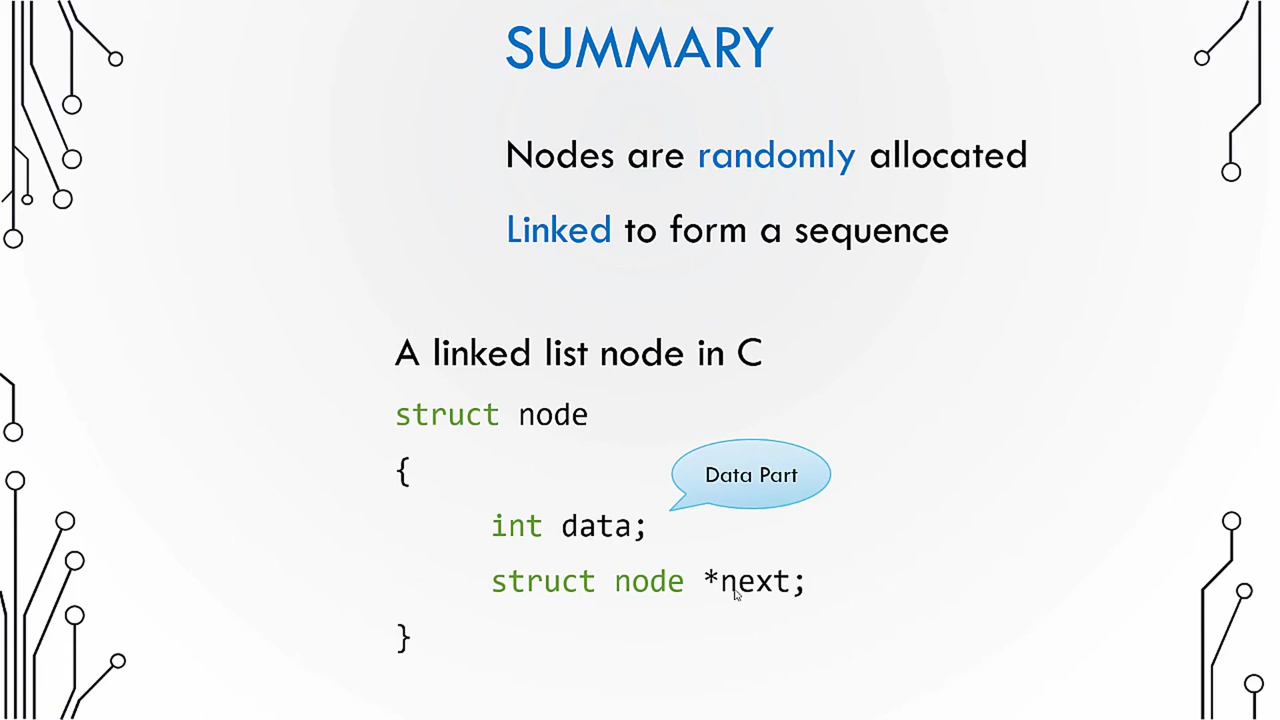 SUMMARY
Nodes are randomly allocated
Linked to form a sequence
A linked list node in C
struct node
{
Data Part
int data;
struct node *next;
}